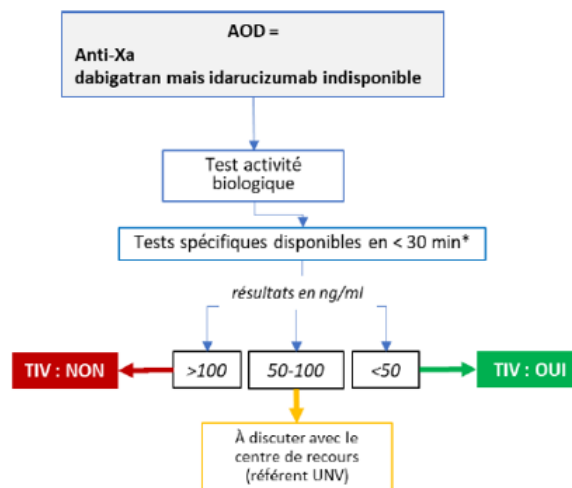 AOD =
Anti-Xa
dabigatran mais idarucizumab indisponible
Test activité
biologique
Tests spécifiques disponibles en < 30 min*
résultats en ng/ml
TIV : NON
>100
50-100
<50
TIV : OUI
À discuter avec le
centre de recours
(référent UNV)